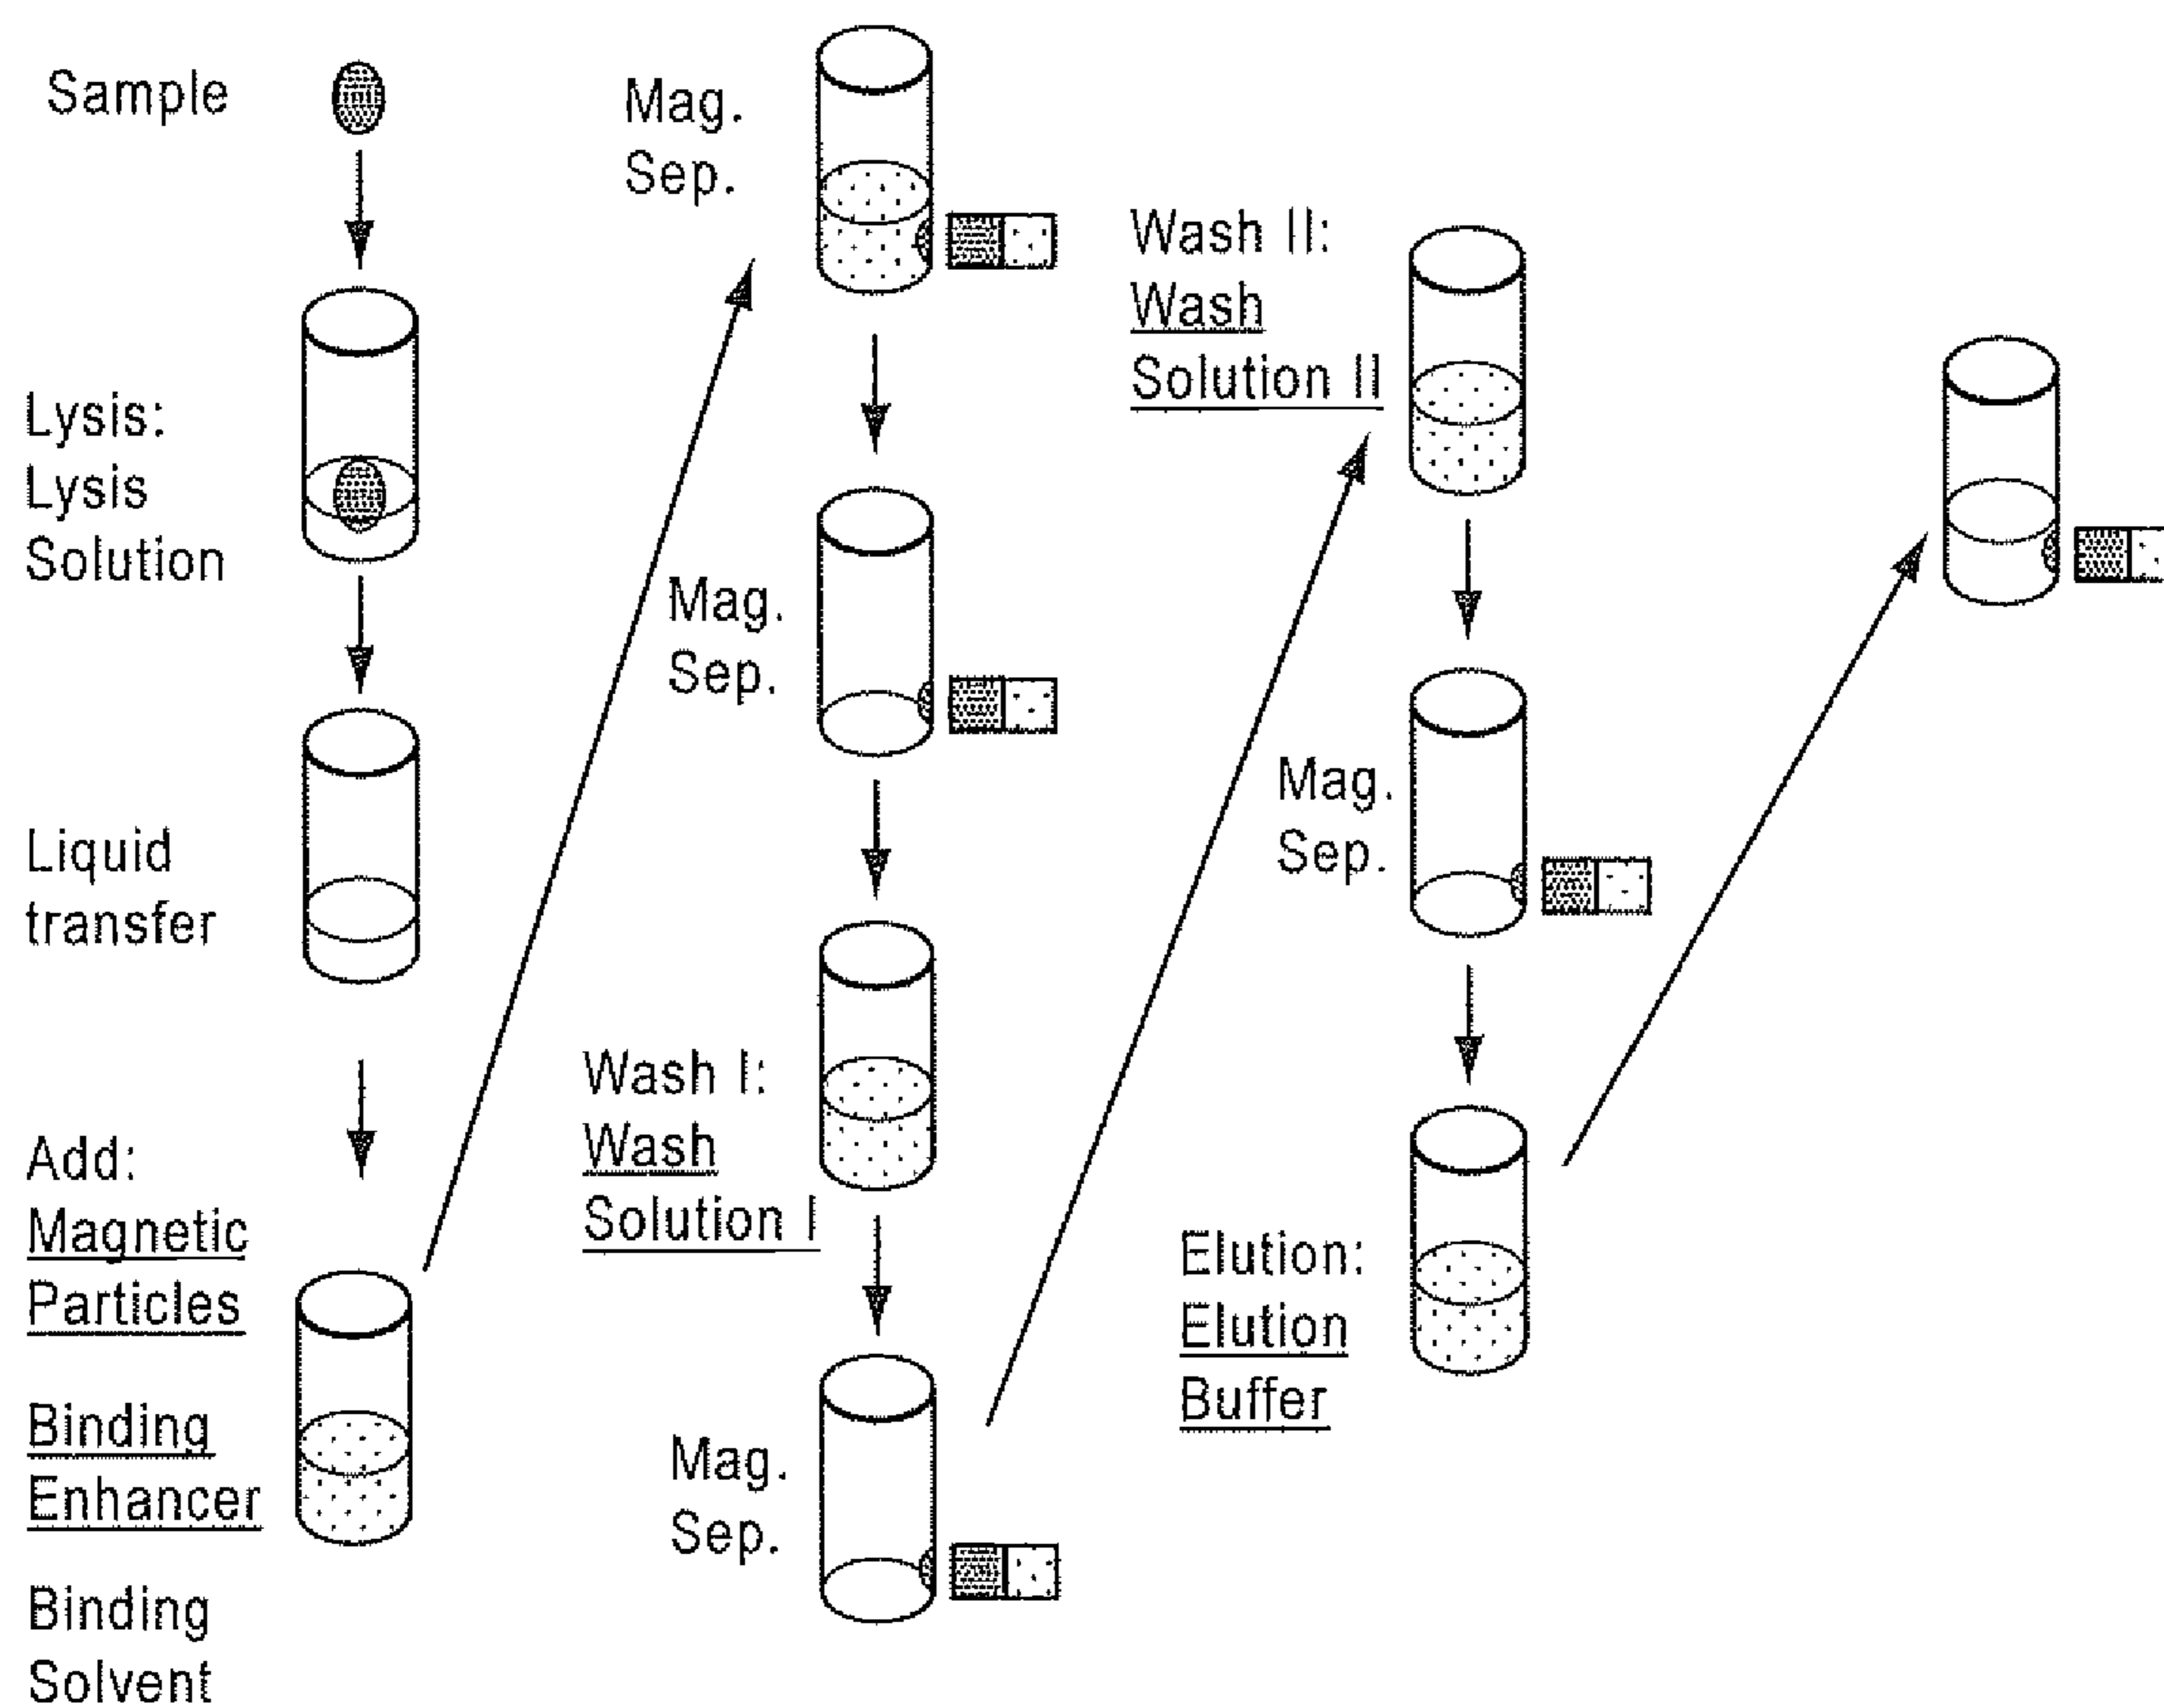 Sample
Lysis:
Lysis
Solution
Liquid
transfer
Add:
Magnetic
Particles
Binding
Enhancer
Binding
Solvent
Mag.
Sep.
Mag.
Sep.
Wash I:
Wash
Solution I
Mag.
Sep.
Wash II:
Wash
Solution II
Mag.
Sep.
Elution:
Elution
Buffer